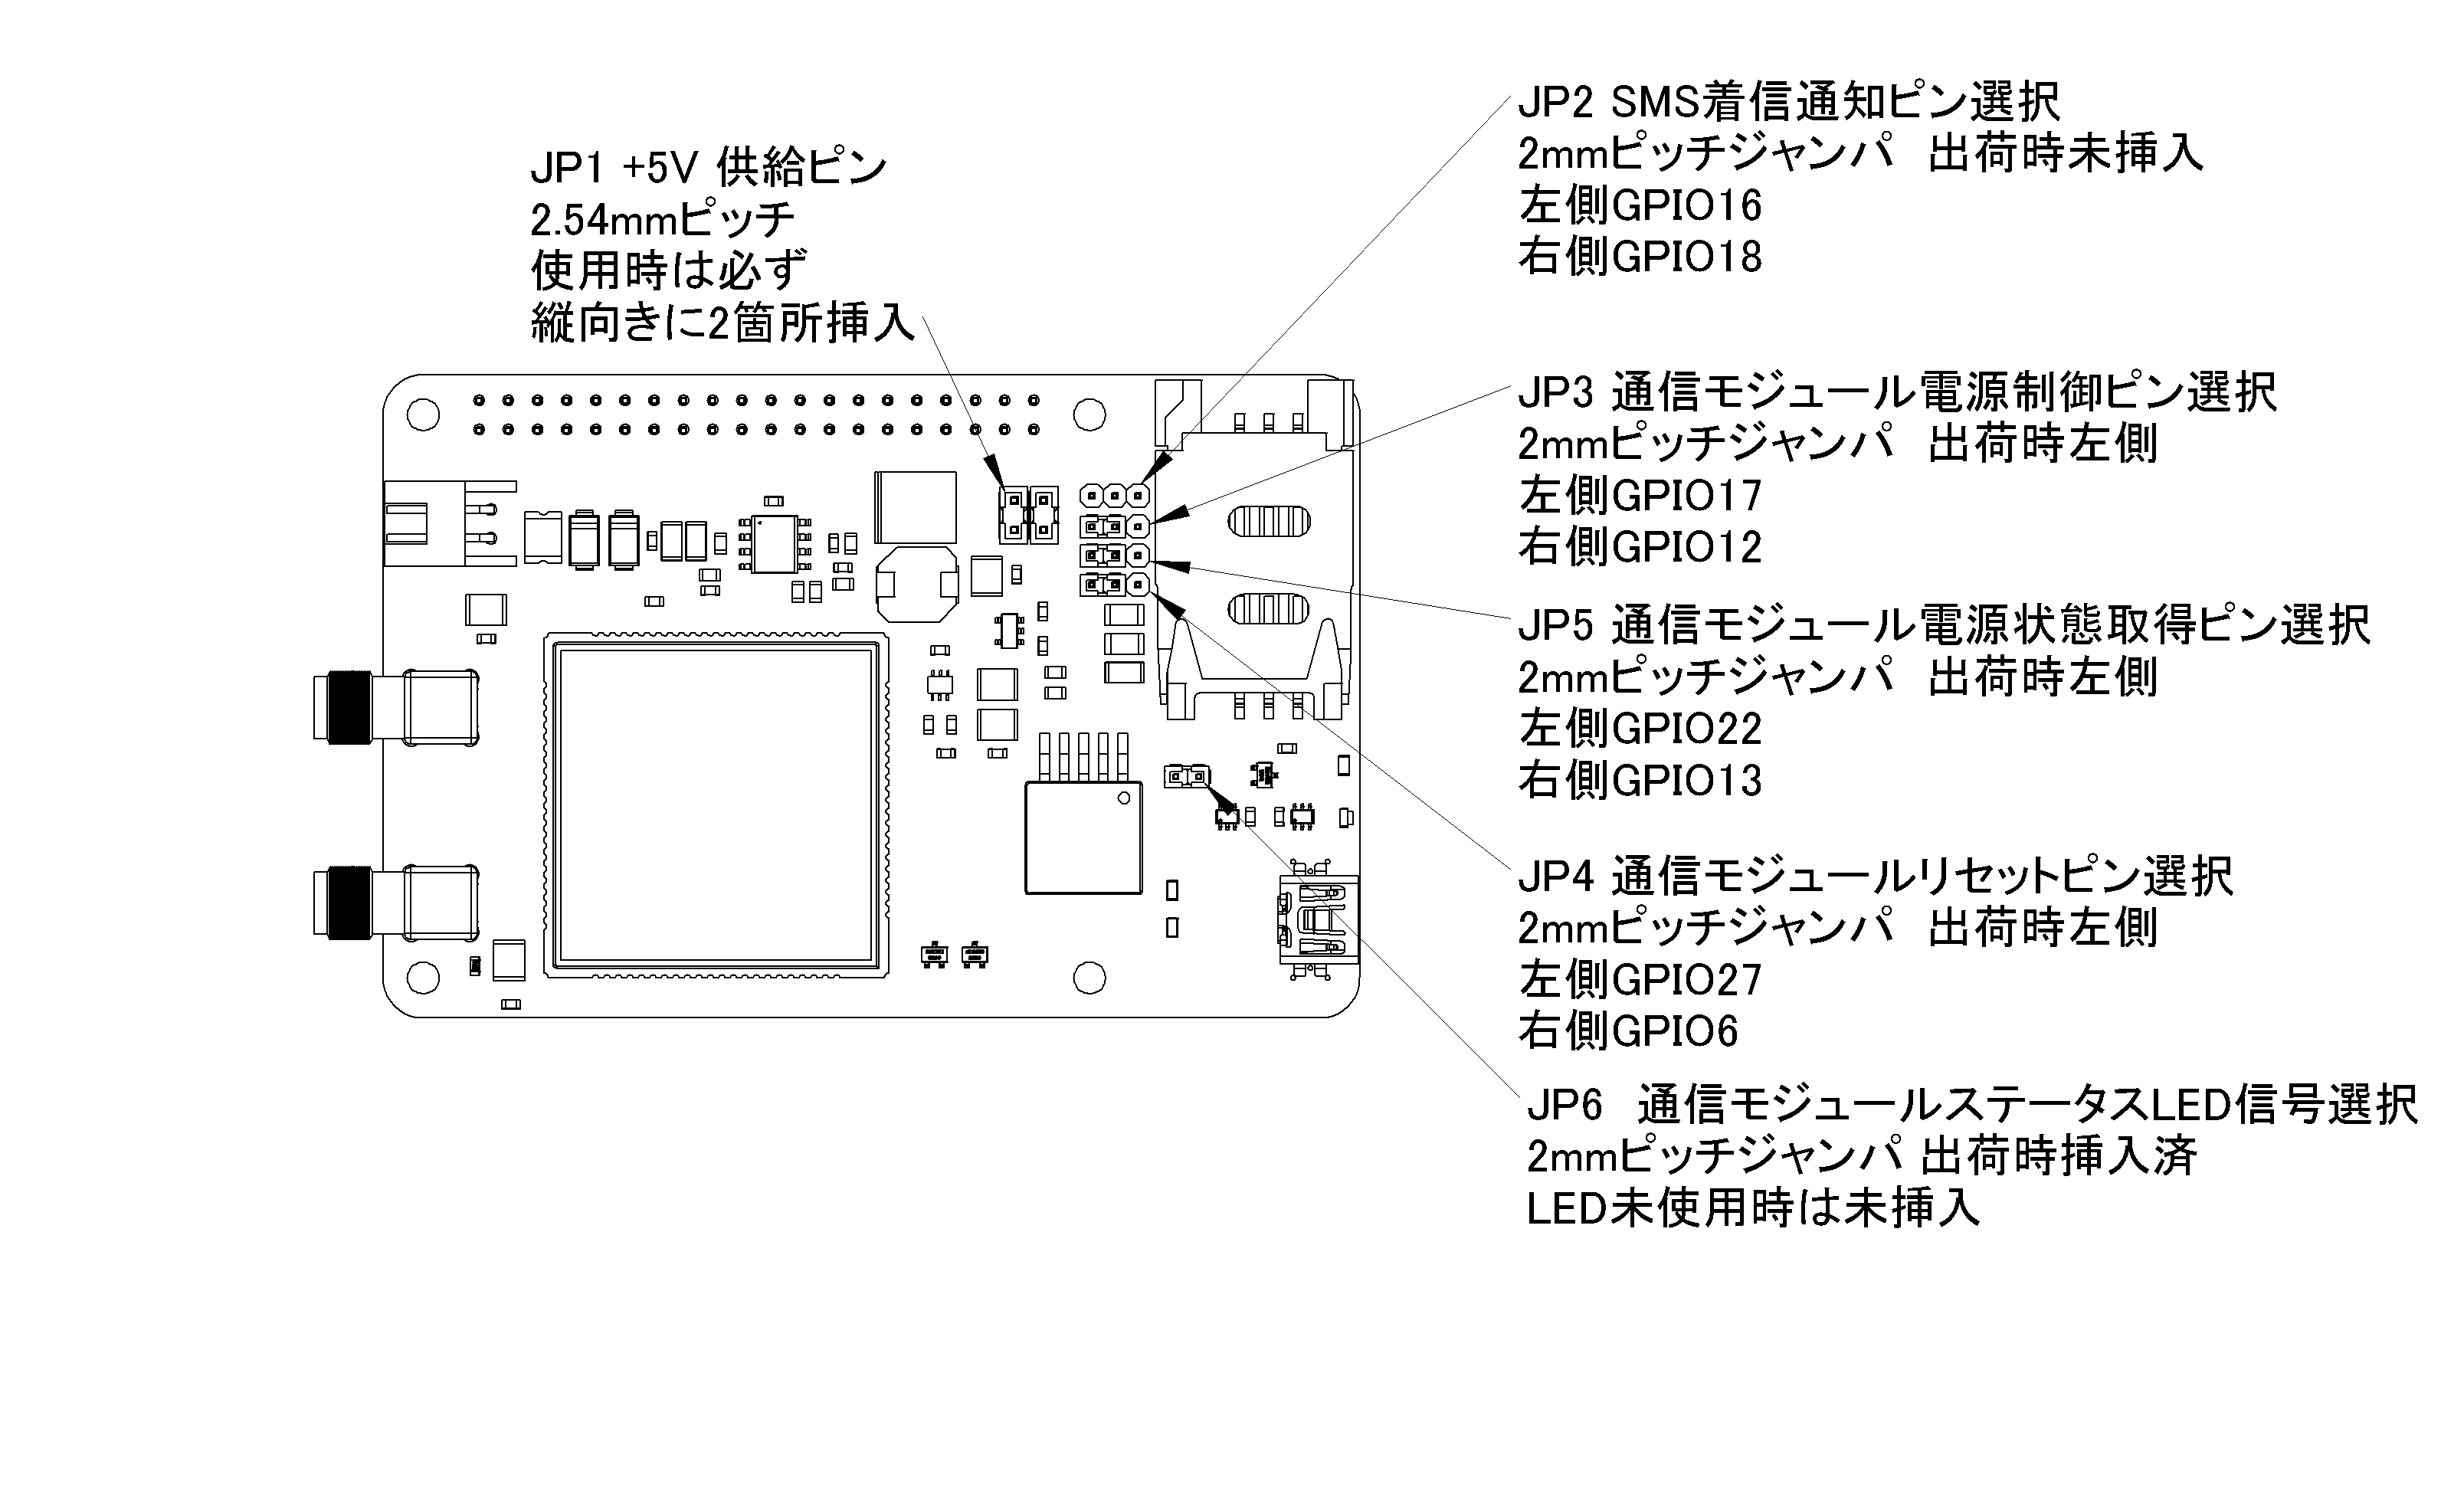 JP1 +5V 供給ピン
2.54mmピッチ
使用時は必ず
縦向きに2箇所挿入
JP2 SMS着信通知ピン選択
2mmピッチジャンパ　出荷時未挿入
左側GPIO16
右側GPIO18
JP3 通信モジュール電源制御ピン選択
2mmピッチジャンパ　出荷時左側
左側GPIO17
右側GPIO12
JP5 通信モジュール電源状態取得ピン選択
2mmピッチジャンパ　出荷時左側
左側GPIO22
右側GPIO13
JP4 通信モジュールリセットピン選択
2mmピッチジャンパ　出荷時左側
左側GPIO27
右側GPIO6
JP6　通信モジュールステータスLED信号選択
2mmピッチジャンパ 出荷時挿入済
LED未使用時は未挿入